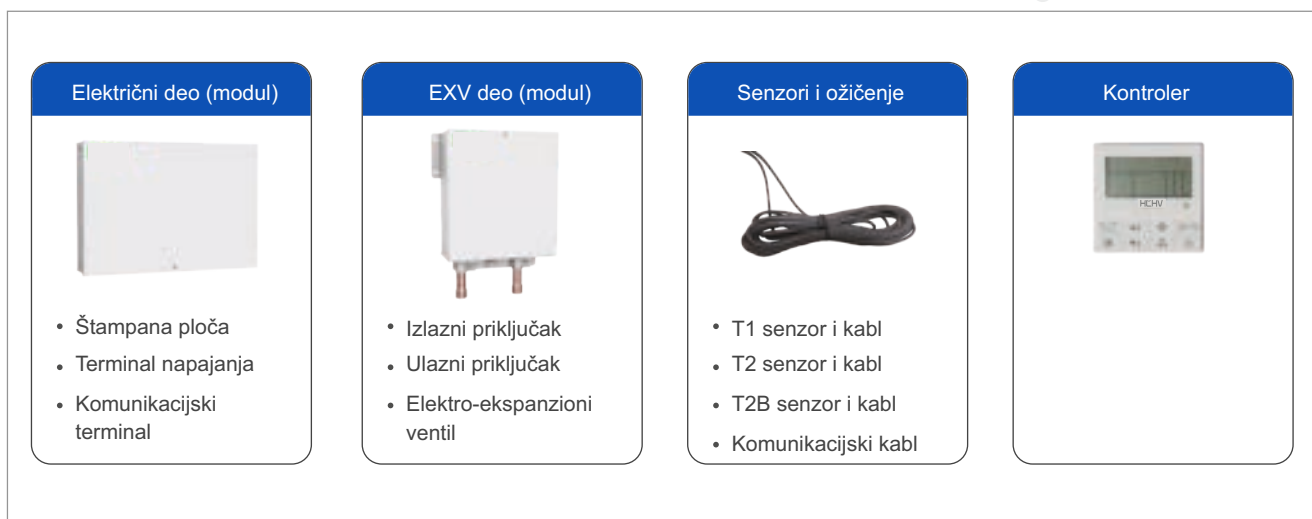 Električni deo (modul)
• Štampana ploča
• Terminal napajanja
• Komunikacijski
terminal
EXV deo (modul)
• Izlazni priključak
• Ulazni priključak
• Elektro-ekspanzioni
ventil
Senzori i ožičenje
• T1 senzor i kabl
• T2 senzor i kabl
• T2B senzor i kabl
• Komunikacijski kabl
Kontroler